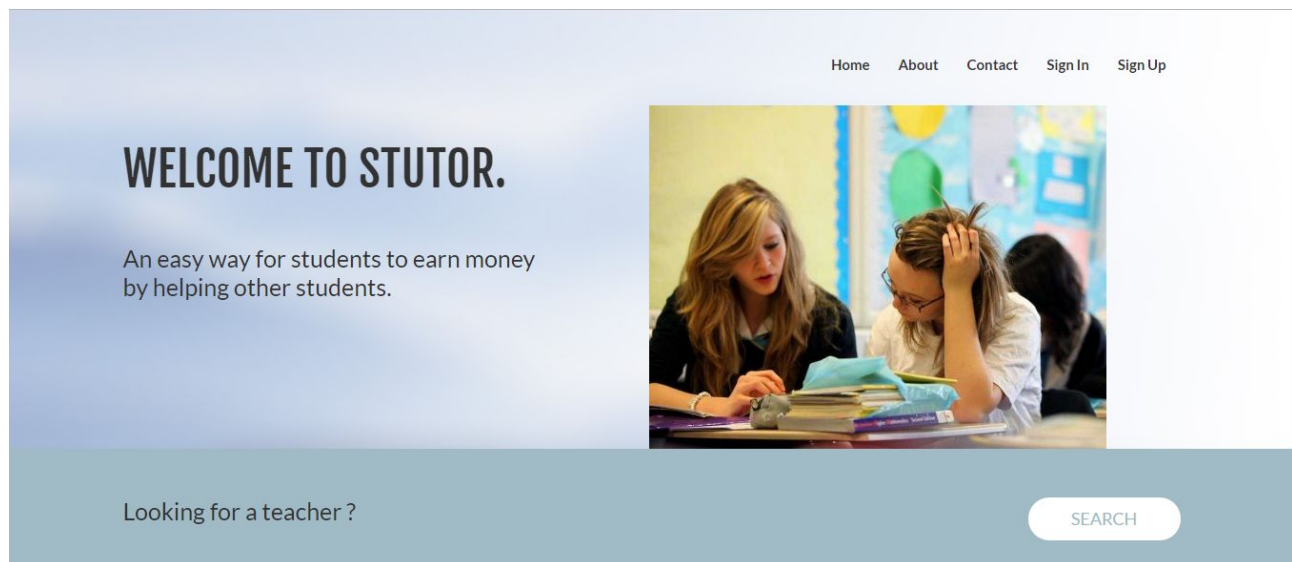 Home About Contact Sign In Sign Up
WELCOME TO STUTOR.
An easy way for students to earn money
by helping other students.
Looking for a teacher ?
SEARCH